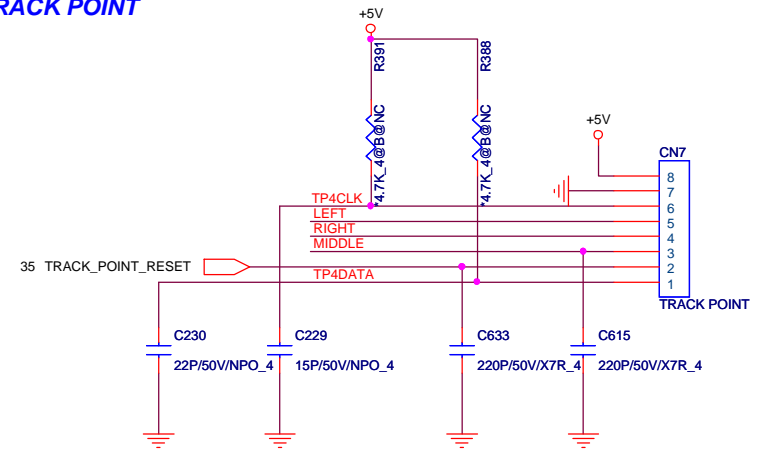 RACK POINT
+5V
R391
R388
*4.7K_4@B@NC
*4.7K_4@B@NC
+5V
CN7
8
7
TP4CLK
6
LEFT
5
RIGHT
4
MIDDLE
3
35 TRACK_POINT_RESET
2
TP4DATA
1
TRACK POINT
C230
C229
C633
C615
22P/50V/NPO_4
15P/50V/NPO_4
220P/50V/X7R_4
220P/50V/X7R_4